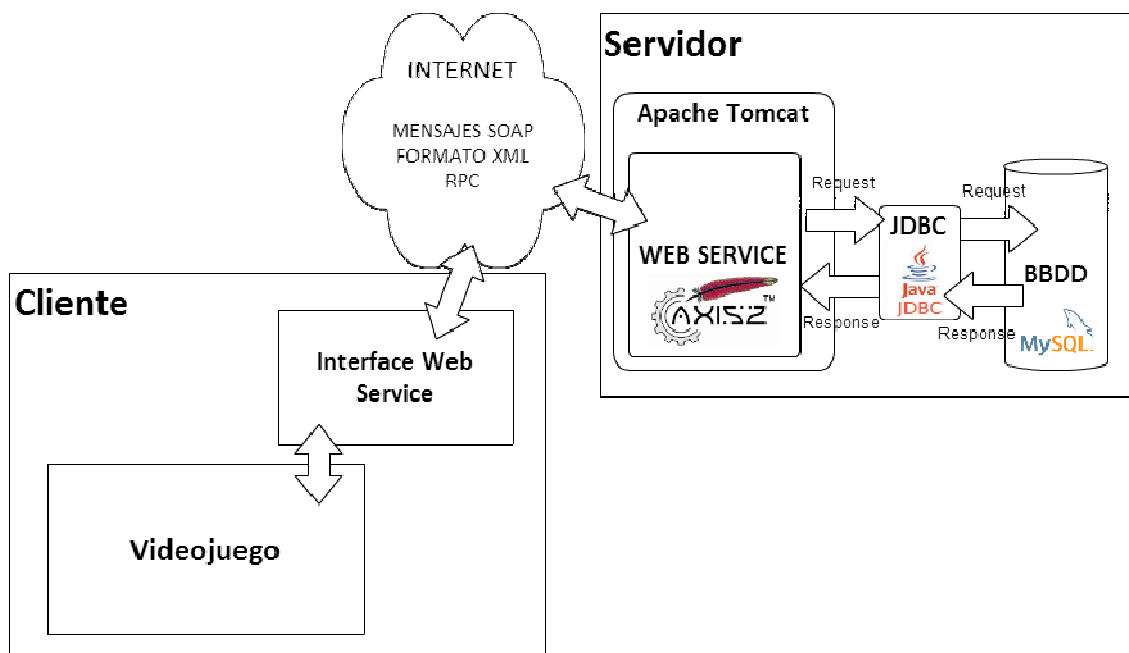 Servidor
INTERNET
MENSAJES SOAP
FORMATO XML
RPC
Apache Tomcat
WEB SERVICE
AXIS2 ™
Request
Response
JDBC
Java
JDBC
Request
Response
BBDD
MySQL.
Cliente
Interface Web
Service
Videojuego